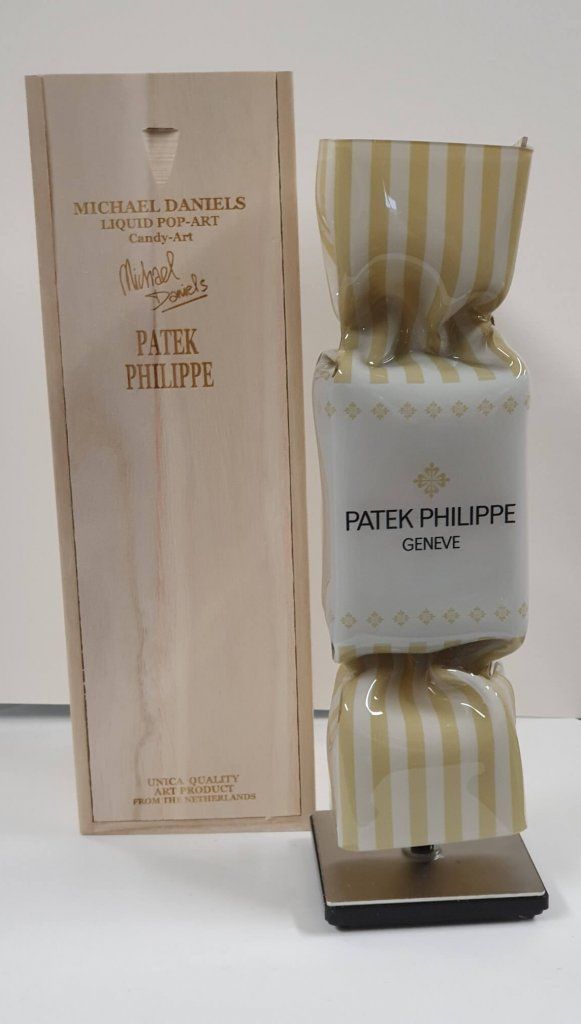 MICHAEL DANIELS
LIQUID POP-ART
Candy-Art
Michael
Daniels
PATEK
PHILIPPE
UNICA QUALITY
ART PRODUCT
FROM THE NETHERLANDS
PATEK PHILIPPE
GENEVE